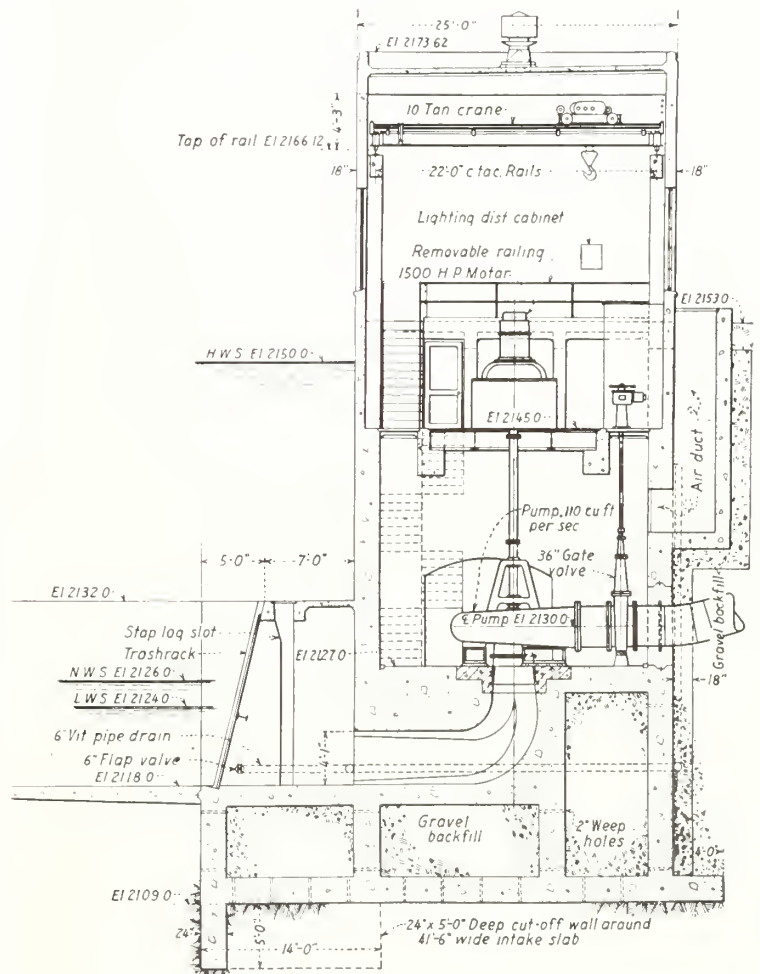 25'-0"
El 2173 62
10 Ton crane
4'-3"
Top of rail El 2166 12
18"
22'-0" c to c. Rails
18"
Lighting dist cabinet
Removable railing
1500 H P Motor
El 2153 0
H W S El 2150 0
El 2145 0
Air duct
Pump, 110 cu ft
per sec
36" Gate
valve
5'-0"
7'-0"
El 2132 0
℄ Pump El 2130 0
Stop log slot
Trashrack
El 2127 0
Gravel backfill
N W S El 2126 0
18"
L W S El 2124 0
6" Vit pipe drain
4'-1"
6" Flap valve
El 2118 0
Gravel
backfill
2" Weep
holes
4'-0"
El 2109 0
24"
5'-0"
14'-0"
24" x 5'-0" Deep cut-off wall around
41'-6" wide intake slab